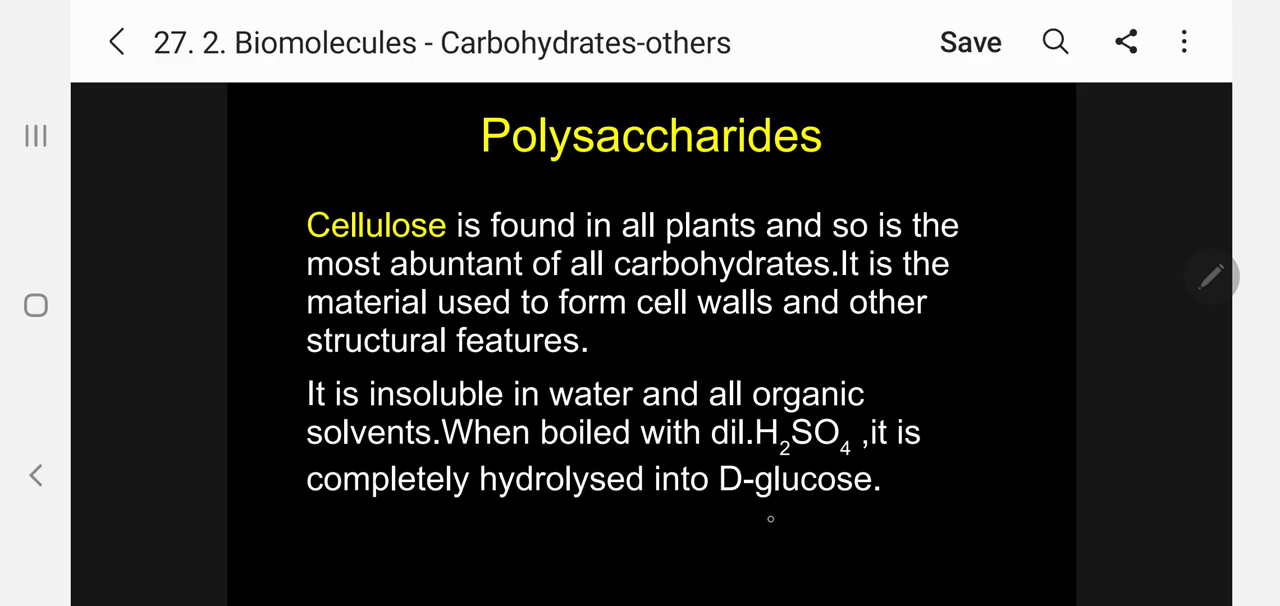 27. 2. Biomolecules - Carbohydrates-others
Save
Polysaccharides
Cellulose is found in all plants and so is the
most abuntant of all carbohydrates.It is the
material used to form cell walls and other
structural features.
It is insoluble in water and all organic
solvents.When boiled with dil.H₂SO₄ ,it is
completely hydrolysed into D-glucose.